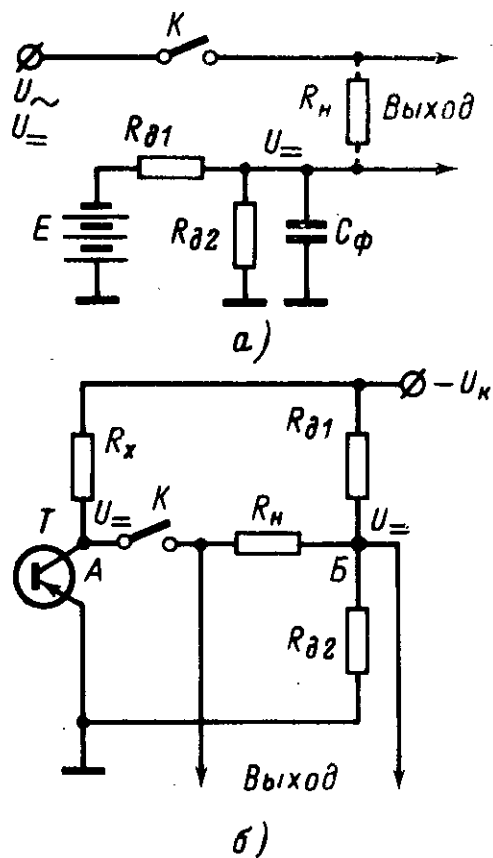 K
U~
U=
Rн Выход
Rд1
U=
E
Rд2
Cф
а)
–Uк
Rх
Rд1
K
T
U=
Rн
U=
А
Б
Rд2
Выход
б)